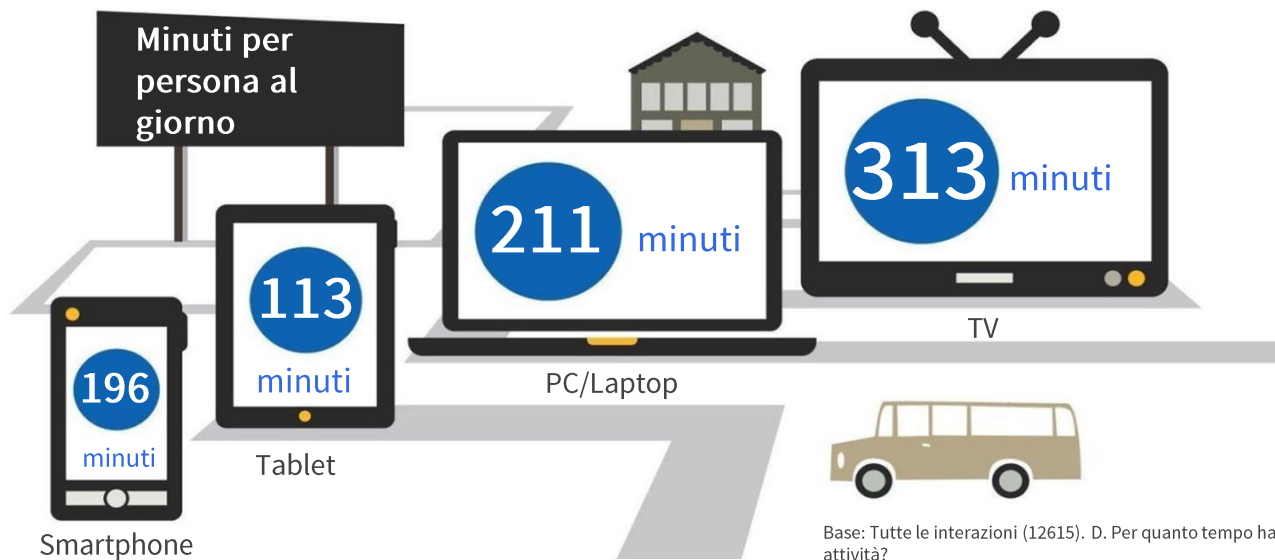 Minuti per
persona al
giorno
313 minuti
211 minuti
113
minuti
196
minuti
TV
PC/Laptop
Tablet
Smartphone
Base: Tutte le interazioni (12615). D. Per quanto tempo ha
attività?